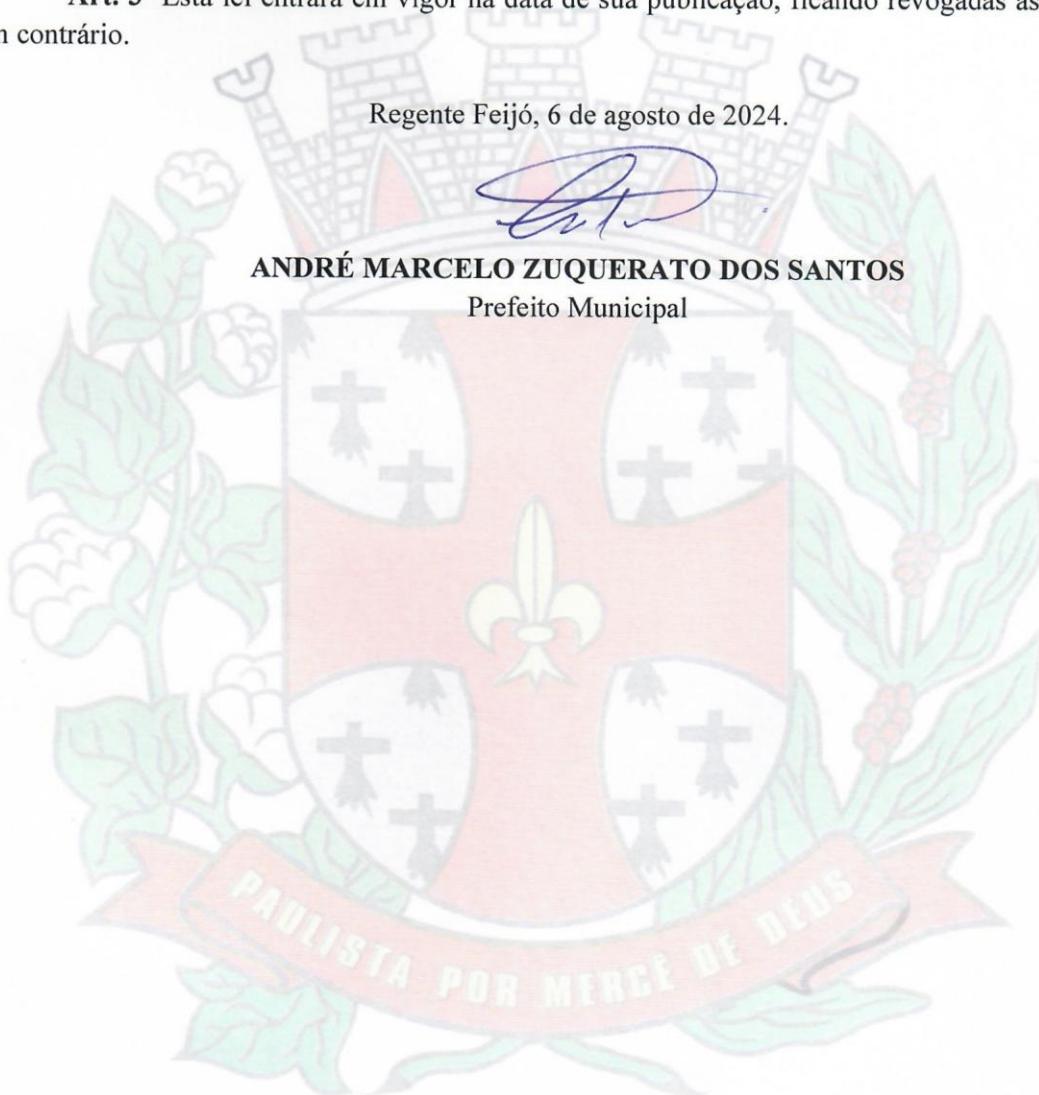 Art. 3º Esta lei entrará em vigor na data de sua publicação, ficando revogadas as
contrário.
Regente Feijó, 6 de agosto de 2024.
ANDRÉ MARCELO ZUQUERATO DOS SANTOS
Prefeito Municipal
PAULISTA POR MERCÊ DE DEUS